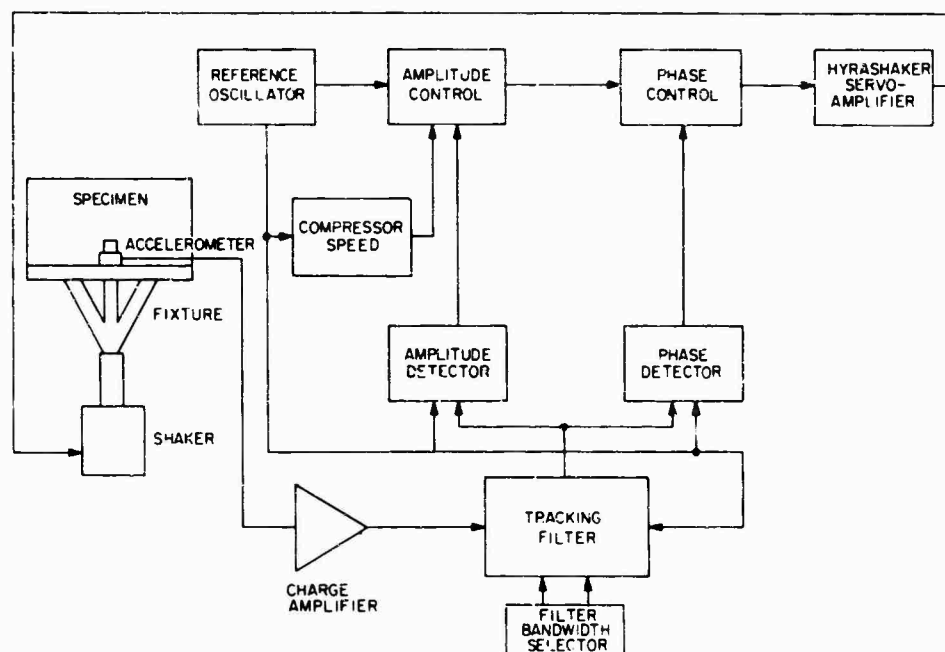 REFERENCE
OSCILLATOR
AMPLITUDE
CONTROL
PHASE
CONTROL
HYRASHAKER
SERVO-
AMPLIFIER
SPECIMEN
ACCELEROMETER
COMPRESSOR
SPEED
FIXTURE
AMPLITUDE
DETECTOR
PHASE
DETECTOR
SHAKER
TRACKING
FILTER
CHARGE
AMPLIFIER
FILTER
BANDWIDTH
SELECTOR